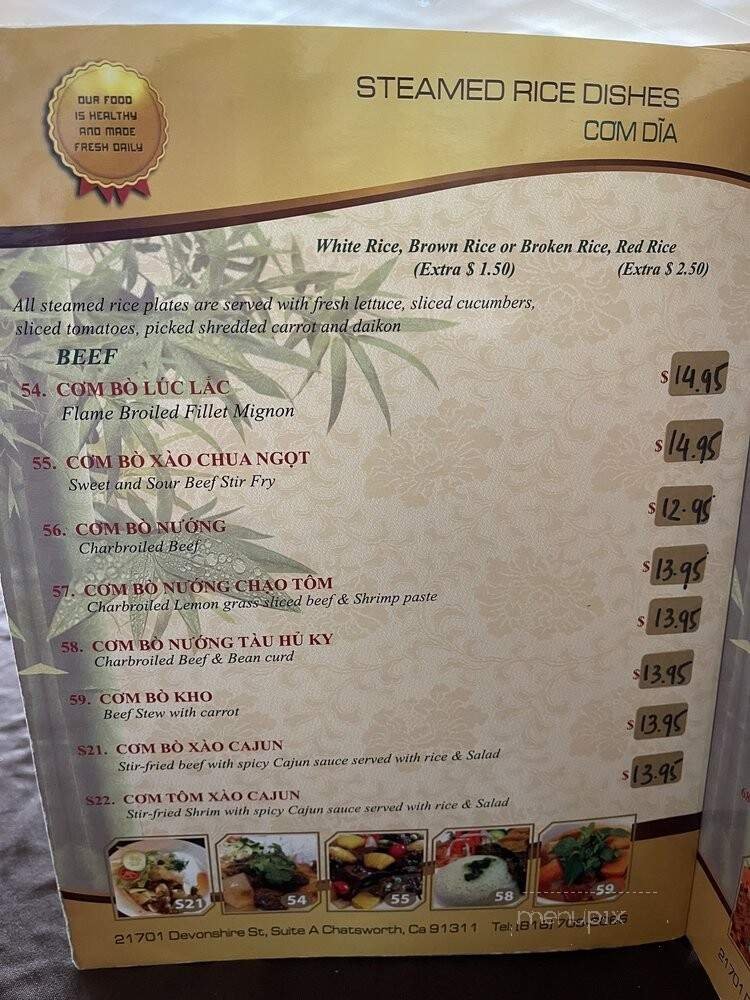 OUR FOOD
IS HEALTHY
AND MADE
FRESH DAILY
STEAMED RICE DISHES
CƠM DĨA
White Rice, Brown Rice or Broken Rice, Red Rice
(Extra $ 1.50) (Extra $ 2.50)
All steamed rice plates are served with fresh lettuce, sliced cucumbers,
sliced tomatoes, picked shredded carrot and daikon
BEEF
54. CƠM BÒ LÚC LẮC $ 14.95
Flame Broiled Fillet Mignon
55. CƠM BÒ XÀO CHUA NGỌT $ 14.95
Sweet and Sour Beef Stir Fry
56. CƠM BÒ NƯỚNG $ 12.95
Charbroiled Beef
57. CƠM BÒ NƯỚNG CHẠO TÔM $ 13.95
Charbroiled Lemon grass sliced beef & Shrimp paste
58. CƠM BÒ NƯỚNG TÀU HŨ KY $ 13.95
Charbroiled Beef & Bean curd
59. CƠM BÒ KHO $ 13.95
Beef Stew with carrot
S21. CƠM BÒ XÀO CAJUN $ 13.95
Stir-fried beef with spicy Cajun sauce served with rice & Salad
S22. CƠM TÔM XÀO CAJUN $ 13.95
Stir-fried Shrim with spicy Cajun sauce served with rice & Salad
S21 54 55 58 59
menupix
21701 Devonshire St, Suite A Chatsworth, Ca 91311 Tel:
21701